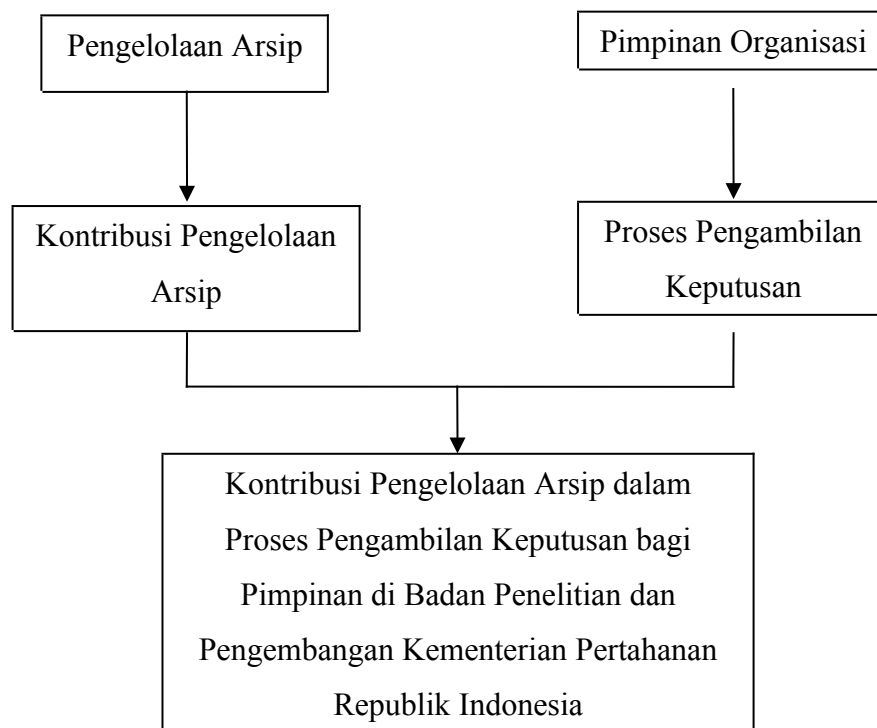 Pengelolaan Arsip
Pimpinan Organisasi
Kontribusi Pengelolaan
Arsip
Proses Pengambilan
Keputusan
Kontribusi Pengelolaan Arsip dalam
Proses Pengambilan Keputusan bagi
Pimpinan di Badan Penelitian dan
Pengembangan Kementerian Pertahanan
Republik Indonesia